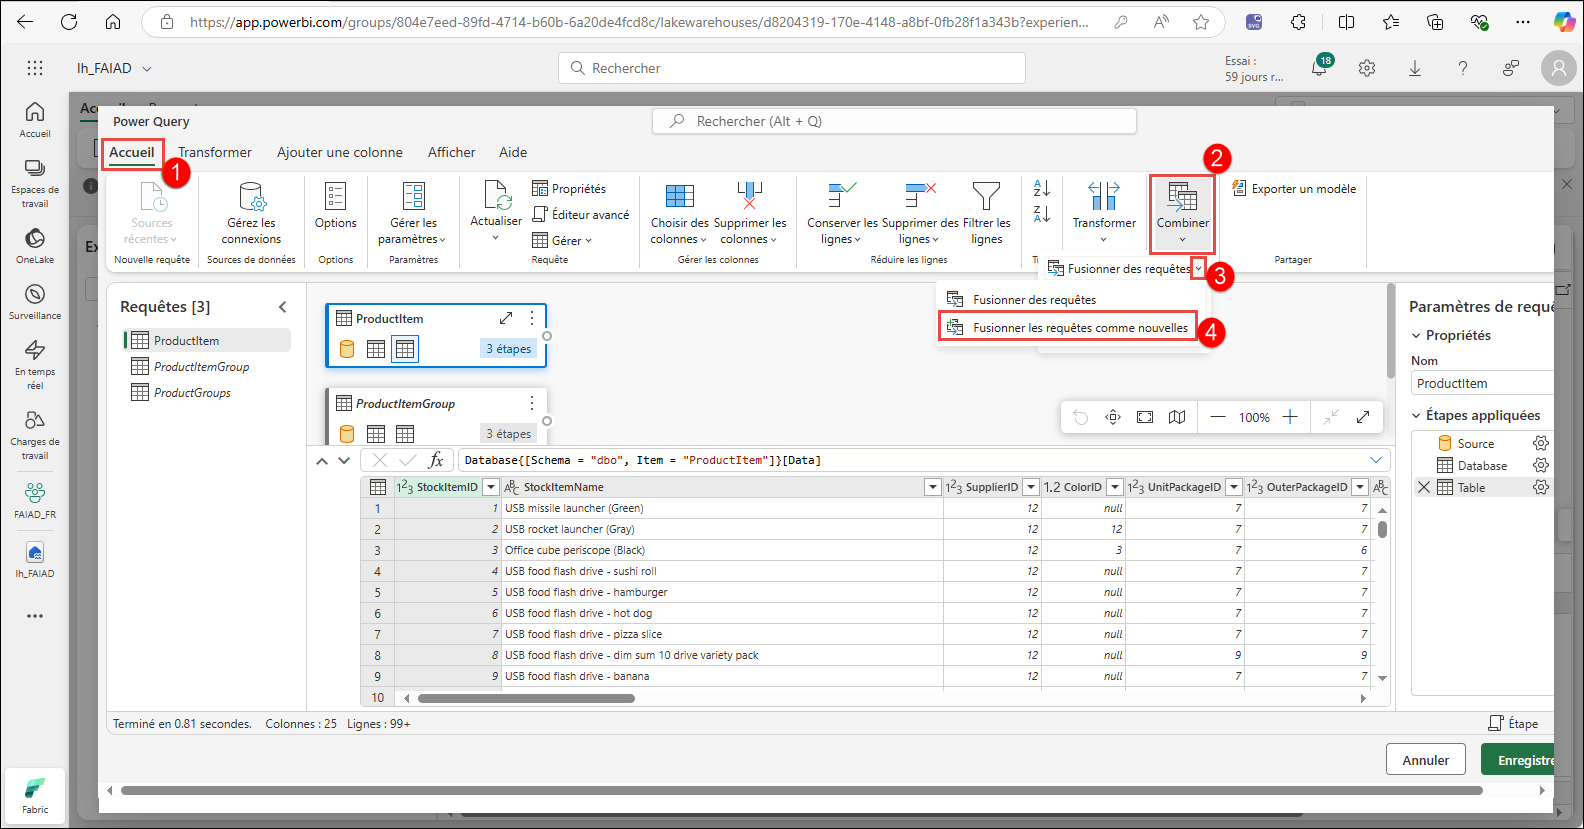 https://app.powerbi.com/groups/804e7eed-89fd-4714-b60b-6a20de4fcd8c/lakewarehouses/d8204319-170e-4148-a8bf-0fb28f1a343b?experien...
lh_FAIAD
Rechercher
Essai :
59 jours r...
18
Accueil
Espaces de
travail
OneLake
Surveillance
En temps
réel
Charges de
travail
FAIAD_FR
lh_FAIAD
Fabric
Power Query
Rechercher (Alt + Q)
Accueil
Transformer
Ajouter une colonne
Afficher
Aide
1
2
Sources
récentes
Nouvelle requête
Gérez les
connexions
Sources de données
Options
Options
Gérer les
paramètres
Paramètres
Actualiser
Propriétés
Éditeur avancé
Gérer
Requête
Choisir des
colonnes
Supprimer les
colonnes
Gérer les colonnes
Conserver les
lignes
Supprimer des
lignes
Filtrer les
lignes
Réduire les lignes
Transformer
Combiner
Exporter un modèle
Partager
Fusionner des requêtes
3
Fusionner des requêtes
Fusionner les requêtes comme nouvelles
4
Requêtes [3]
ProductItem
ProductItemGroup
ProductGroups
ProductItem
3 étapes
ProductItemGroup
3 étapes
100%
Database{[Schema = "dbo", Item = "ProductItem"]}[Data]
StockItemID StockItemName SupplierID 1.2 ColorID UnitPackageID OuterPackageID
1 1 USB missile launcher (Green) 12 null 7 7
2 2 USB rocket launcher (Gray) 12 12 7 7
3 3 Office cube periscope (Black) 12 3 7 6
4 4 USB food flash drive - sushi roll 12 null 7 7
5 5 USB food flash drive - hamburger 12 null 7 7
6 6 USB food flash drive - hot dog 12 null 7 7
7 7 USB food flash drive - pizza slice 12 null 7 7
8 8 USB food flash drive - dim sum 10 drive variety pack 12 null 9 9
9 9 USB food flash drive - banana 12 null 7 7
10
Paramètres de requê
Propriétés
Nom
ProductItem
Étapes appliquées
Source
Database
Table
Terminé en 0.81 secondes. Colonnes : 25 Lignes : 99+
Étape
Annuler
Enregistre